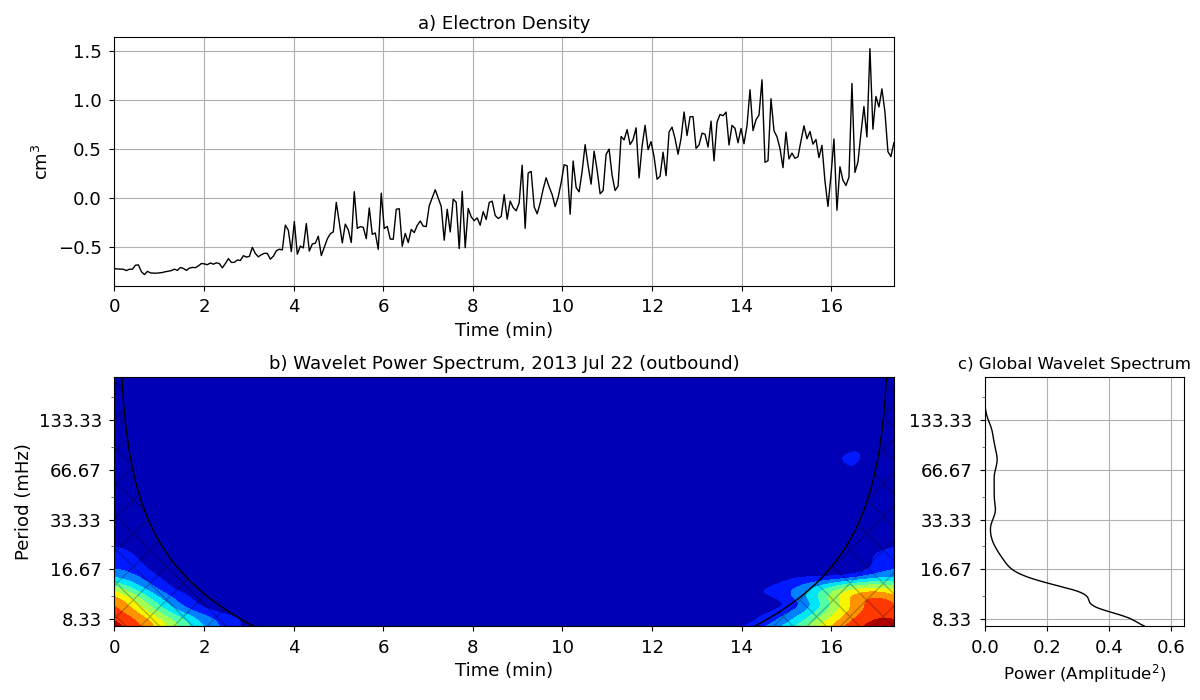 a) Electron Density
1.5
1.0
0.5
0.0
−0.5
cm³
0 2 4 6 8 10 12 14 16
Time (min)
b) Wavelet Power Spectrum, 2013 Jul 22 (outbound)
133.33
66.67
33.33
16.67
8.33
Period (mHz)
0 2 4 6 8 10 12 14 16
Time (min)
c) Global Wavelet Spectrum
133.33
66.67
33.33
16.67
8.33
0.0 0.2 0.4 0.6
Power (Amplitude²)